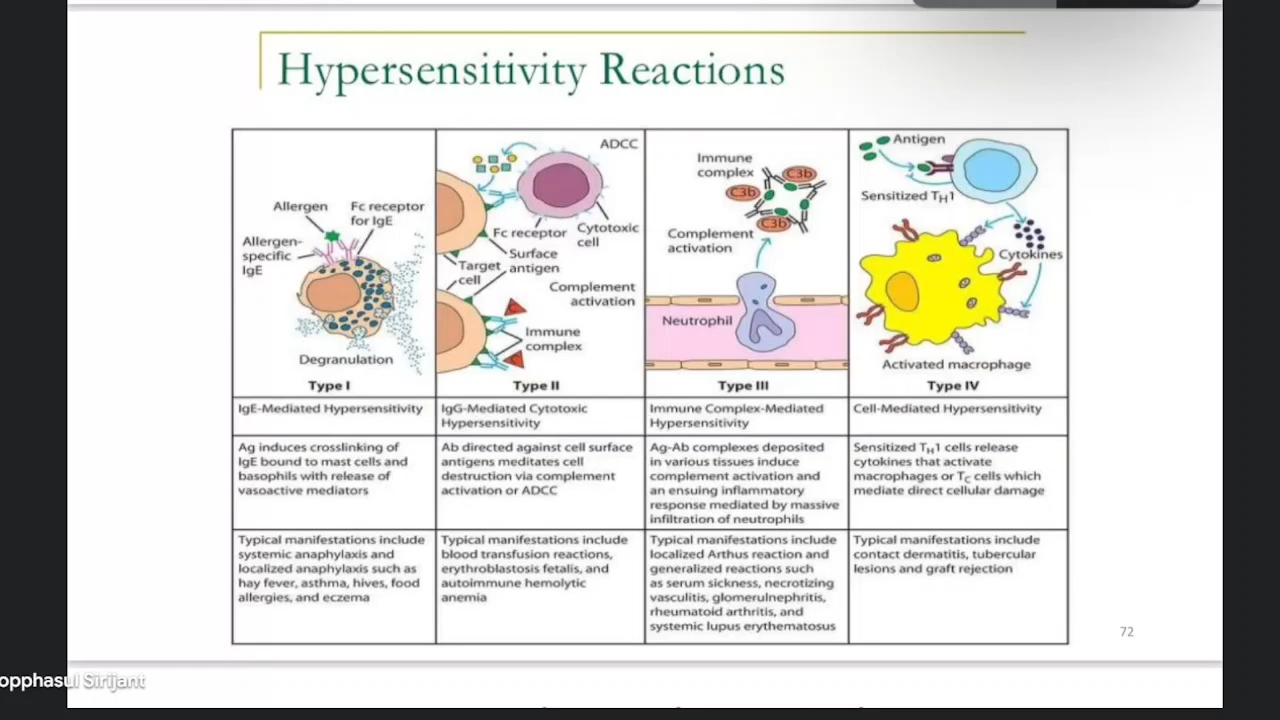 Hypersensitivity Reactions
Allergen
Fc receptor
for IgE
Allergen-
specific
IgE
Degranulation
Type I
ADCC
Fc receptor
Cytotoxic
cell
Surface
antigen
Target
cell
Complement
activation
Immune
complex
Type II
Immune
complex
C3b
C3b
C3b
Complement
activation
Neutrophil
Type III
Antigen
Sensitized TH1
Cytokines
Activated macrophage
Type IV
IgE-Mediated Hypersensitivity
IgG-Mediated Cytotoxic
Hypersensitivity
Immune Complex-Mediated
Hypersensitivity
Cell-Mediated Hypersensitivity
Ag induces crosslinking of
IgE bound to mast cells and
basophils with release of
vasoactive mediators
Ab directed against cell surface
antigens meditates cell
destruction via complement
activation or ADCC
Ag-Ab complexes deposited
in various tissues induce
complement activation and
an ensuing inflammatory
response mediated by massive
infiltration of neutrophils
Sensitized TH1 cells release
cytokines that activate
macrophages or TC cells which
mediate direct cellular damage
Typical manifestations include
systemic anaphylaxis and
localized anaphylaxis such as
hay fever, asthma, hives, food
allergies, and eczema
Typical manifestations include
blood transfusion reactions,
erythroblastosis fetalis, and
autoimmune hemolytic
anemia
Typical manifestations include
localized Arthus reaction and
generalized reactions such
as serum sickness, necrotizing
vasculitis, glomerulnephritis,
rheumatoid arthritis, and
systemic lupus erythematosus
Typical manifestations include
contact dermatitis, tubercular
lesions and graft rejection
72
opphasul Sirijant